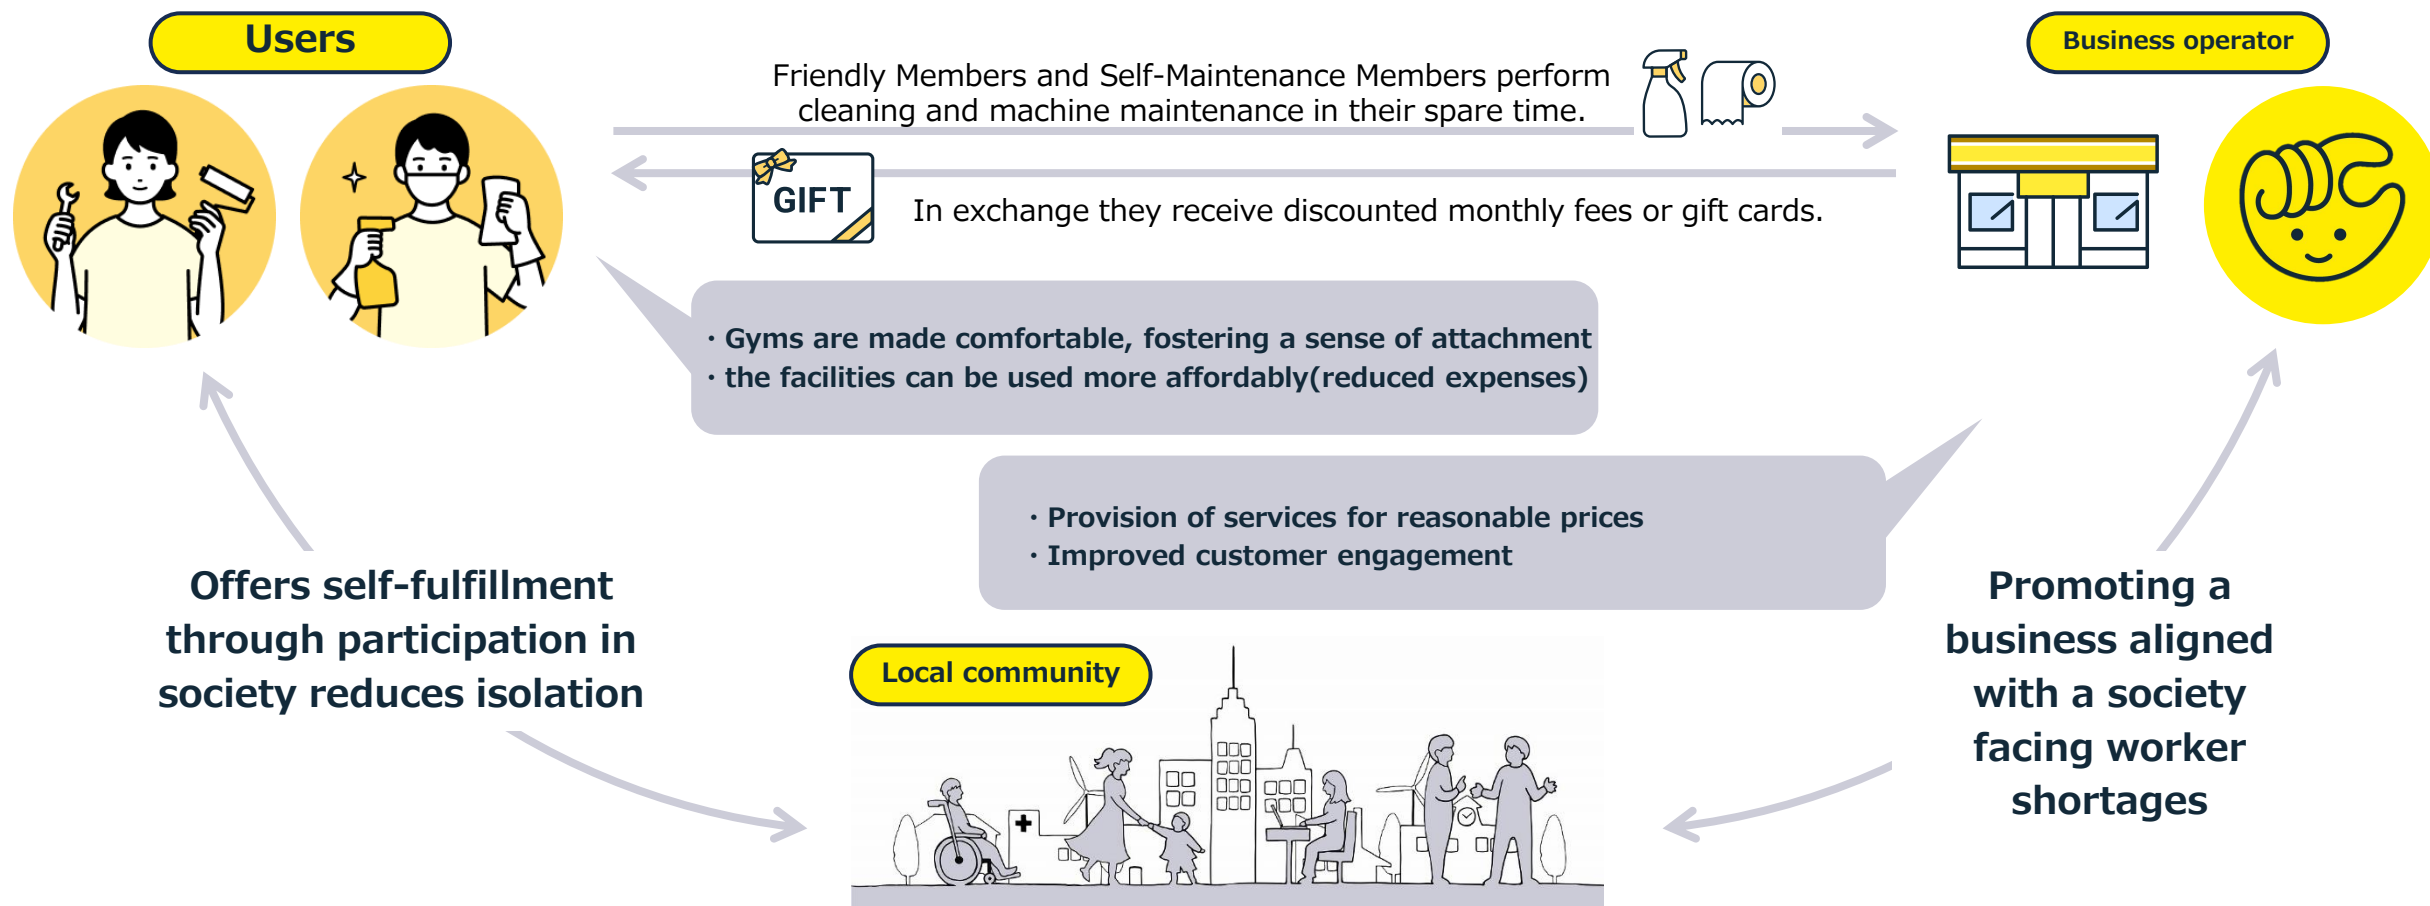 Users
Business operator
Friendly Members and Self-Maintenance Members perform
cleaning and machine maintenance in their spare time.
GIFT
In exchange they receive discounted monthly fees or gift cards.
・Gyms are made comfortable, fostering a sense of attachment
・the facilities can be used more affordably(reduced expenses)
・Provision of services for reasonable prices
・Improved customer engagement
Offers self-fulfillment
through participation in
society reduces isolation
Promoting a
business aligned
with a society
facing worker
shortages
Local community